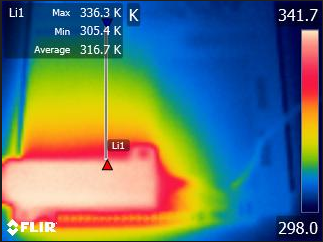 Li1 Max 336.3 K K 341.7
Min 305.4 K
Average 316.7 K
Li1
FLIR 298.0